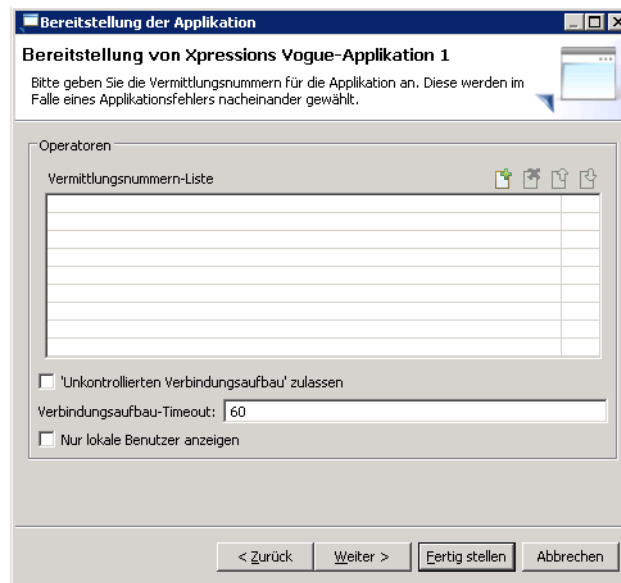 Bereitstellung der Applikation
Bereitstellung von Xpressions Vogue-Applikation 1
Bitte geben Sie die Vermittlungsnummern für die Applikation an. Diese werden im
Falle eines Applikationsfehlers nacheinander gewählt.
Operatoren
Vermittlungsnummern-Liste
'Unkontrollierten Verbindungsaufbau' zulassen
Verbindungsaufbau-Timeout: 60
Nur lokale Benutzer anzeigen
< Zurück Weiter > Fertig stellen Abbrechen